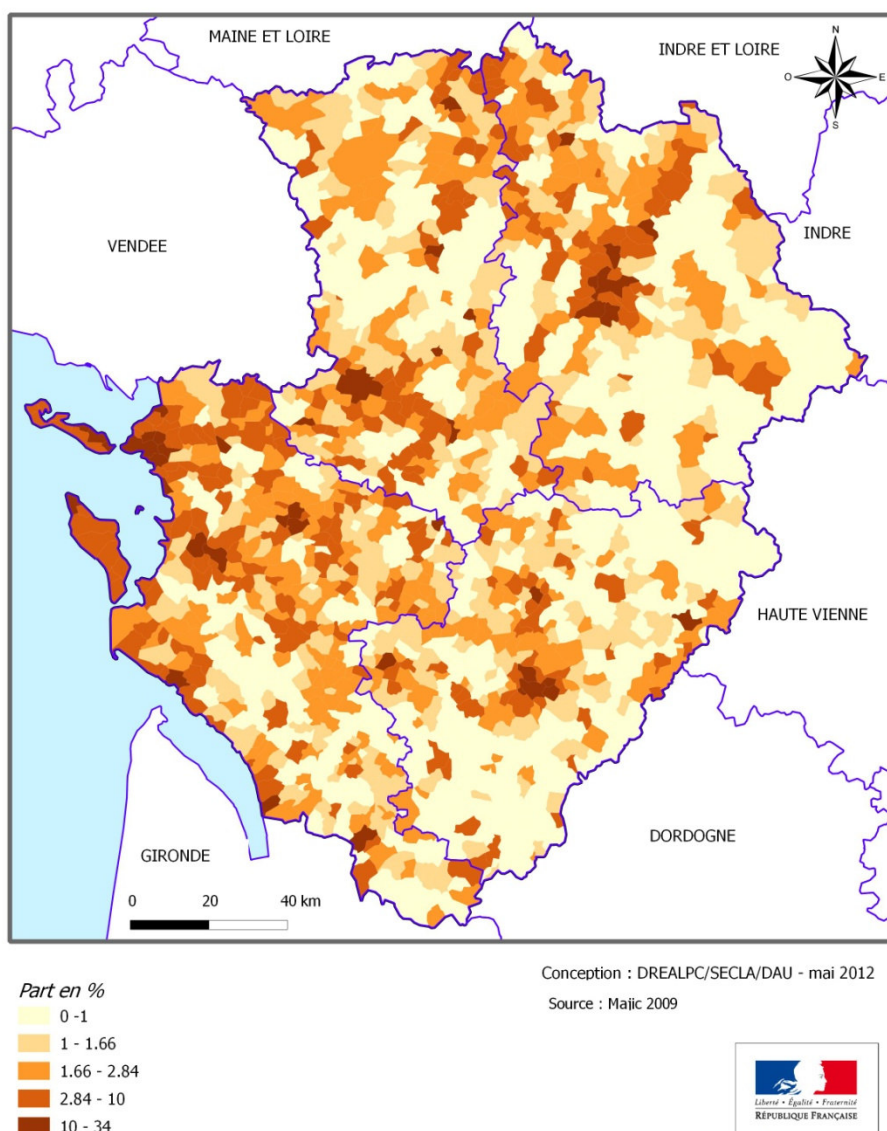 MAINE ET LOIRE
INDRE ET LOIRE
N
O
E
S
VENDEE
INDRE
HAUTE VIENNE
DORDOGNE
GIRONDE
0 20 40 km
Conception : DREALPC/SECLA/DAU - mai 2012
Source : Majic 2009
Part en %
0 -1
1 - 1.66
1.66 - 2.84
2.84 - 10
10 - 34
Liberté • Égalité • Fraternité
RÉPUBLIQUE FRANÇAISE